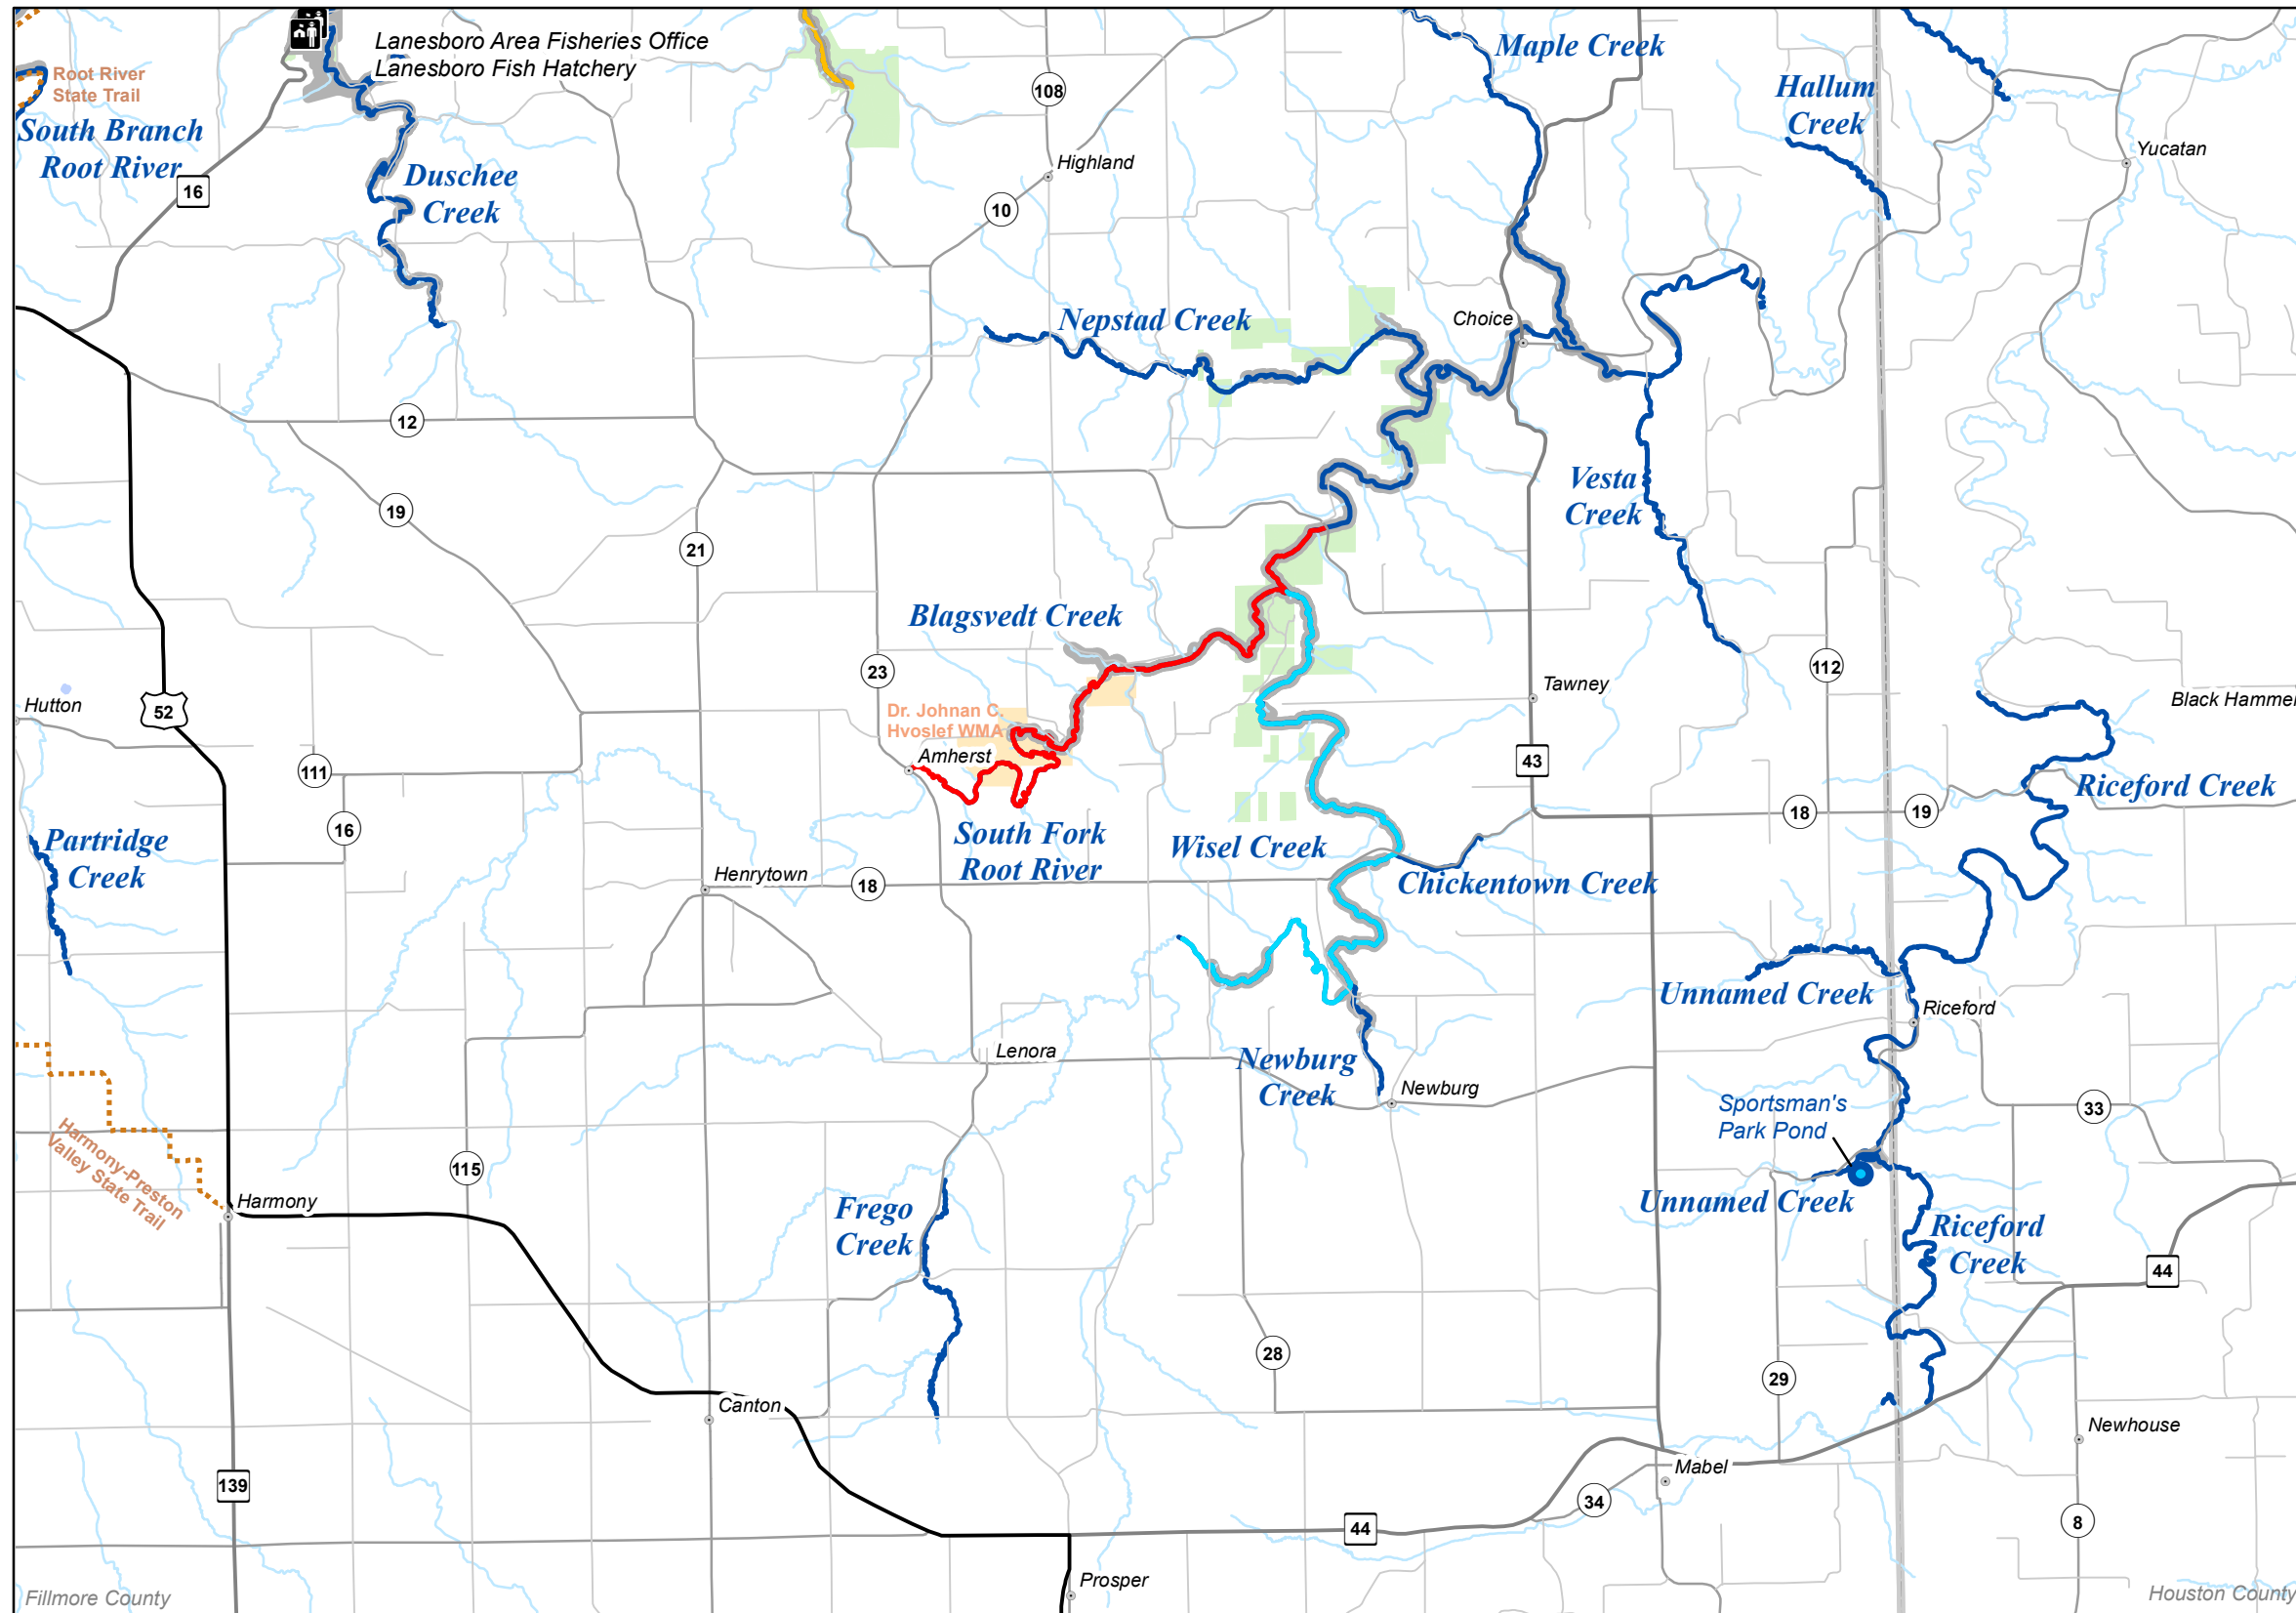 Lanesboro Area Fisheries Office
Lanesboro Fish Hatchery
Maple Creek
Root River
State Trail
South Branch
Root River
108
Hallum
Creek
Yucatan
Highland
16
Duschee
Creek
10
Nepstad Creek
Choice
12
Vesta
Creek
19
21
Blagsvedt Creek
23
112
Tawney
Black Hammer
Hutton
52
Dr. Johnan C.
Hvoslef WMA
Amherst
111
43
Riceford Creek
16
18
19
Partridge
Creek
South Fork
Root River
Wisel Creek
Henrytown
18
Chickentown Creek
Unnamed Creek
Riceford
Lenora
Newburg
Creek
Newburg
Sportsman's
Park Pond
33
Harmony-Preston
Valley State Trail
115
Harmony
Frego
Creek
Unnamed Creek
Riceford
Creek
44
28
29
Canton
Newhouse
Mabel
139
34
44
8
Prosper
Fillmore County
Houston County